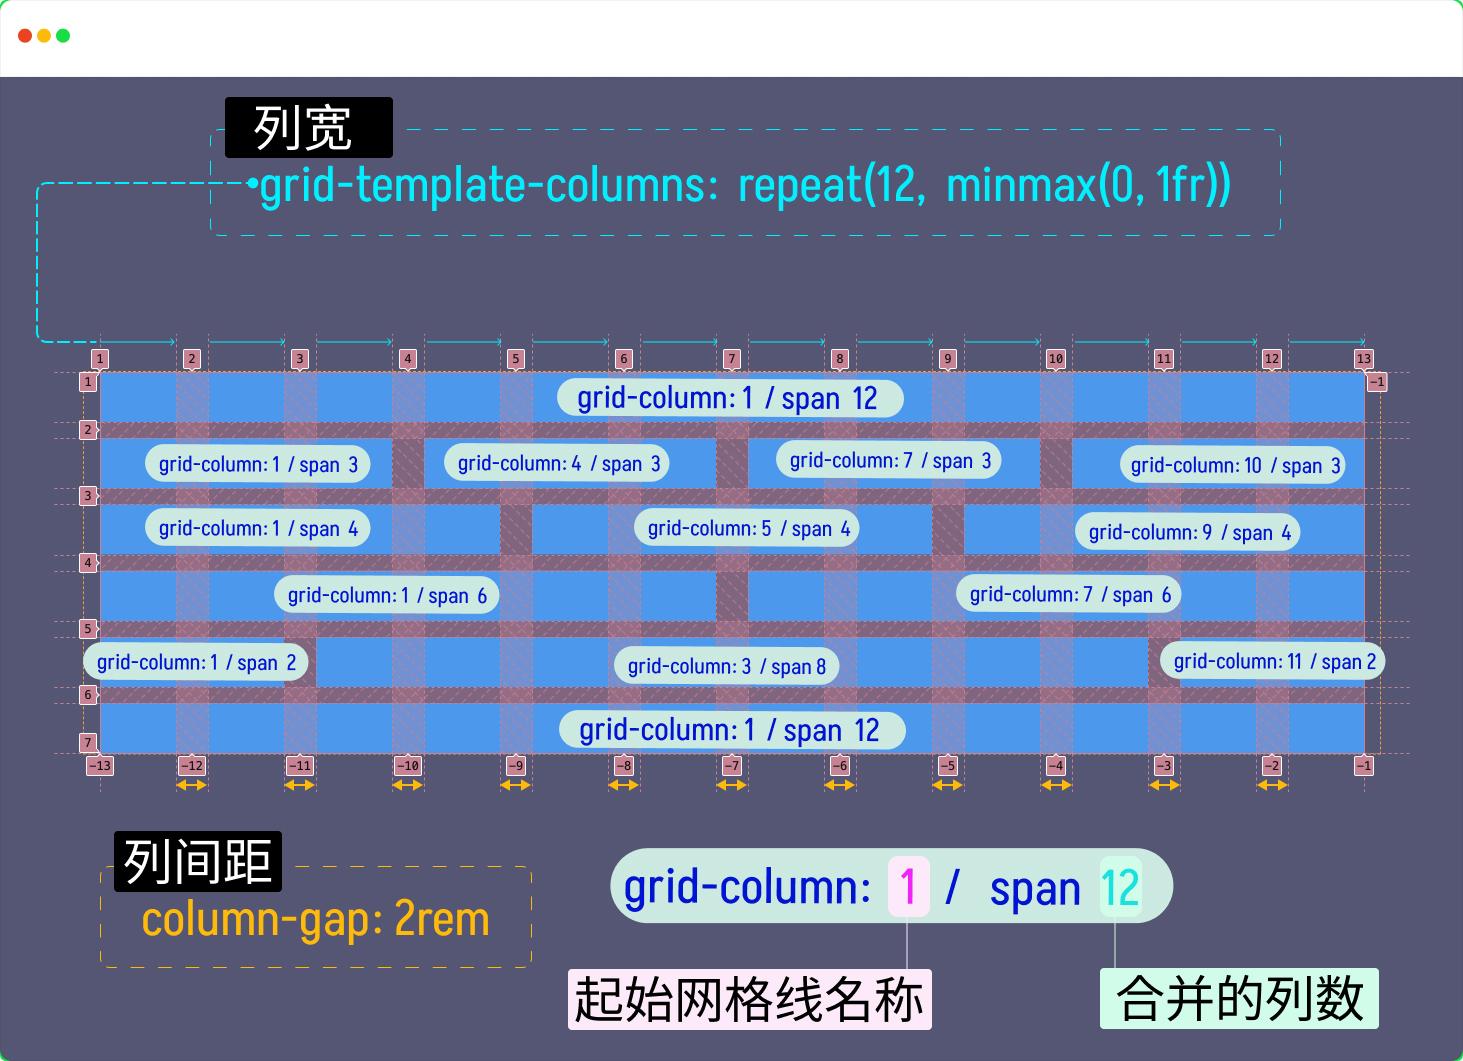 列宽
grid-template-columns: repeat(12, minmax(0, 1fr))
1 2 3 4 5 6 7 8 9 10 11 12 13
1 -1
grid-column: 1 / span 12
2
grid-column: 1 / span 3 grid-column: 4 / span 3 grid-column: 7 / span 3 grid-column: 10 / span 3
3
grid-column: 1 / span 4 grid-column: 5 / span 4 grid-column: 9 / span 4
4
grid-column: 1 / span 6 grid-column: 7 / span 6
5
grid-column: 1 / span 2 grid-column: 3 / span 8 grid-column: 11 / span 2
6
grid-column: 1 / span 12
7
-13 -12 -11 -10 -9 -8 -7 -6 -5 -4 -3 -2 -1
列间距
column-gap: 2rem
grid-column: 1 / span 12
起始网格线名称 合并的列数